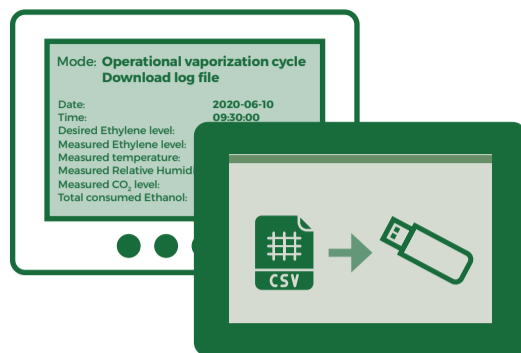 Mode: Operational vaporization cycle
Download log file
Date: 2020-06-10
Time: 09:30:00
Desired Ethylene level:
Measured Ethylene level:
Measured temperature:
Measured Relative
Measured CO₂ level:
Total consumed Ethanol:
CSV